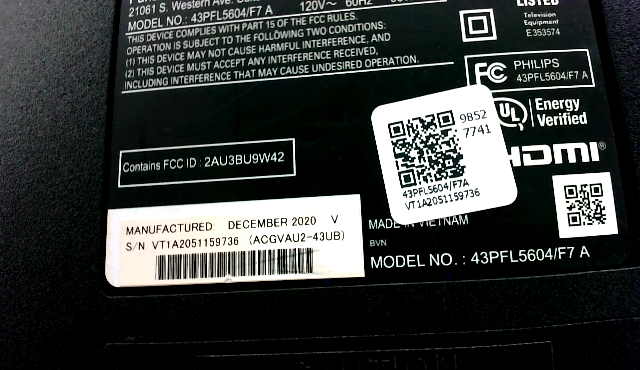 21081 S. Western Ave.
MODEL NO.: 43PFL5604/F7 A 120V~ 60Hz
THIS DEVICE COMPLIES WITH PART 15 OF THE FCC RULES.
OPERATION IS SUBJECT TO THE FOLLOWING TWO CONDITIONS:
(1) THIS DEVICE MAY NOT CAUSE HARMFUL INTERFERENCE, AND
(2) THIS DEVICE MUST ACCEPT ANY INTERFERENCE RECEIVED,
INCLUDING INTERFERENCE THAT MAY CAUSE UNDESIRED OPERATION.
LISTED
Television
Equipment
E353574
FC PHILIPS
43PFL5604/F7 A
UL Energy
Verified
HDMI®
9B52
7741
43PFL5604/F7A
VT1A2051159736
Contains FCC ID : 2AU3BU9W42
MANUFACTURED DECEMBER 2020 V
S/N VT1A2051159736 (ACGVAU2-43UB)
MADE IN VIETNAM
BVN
MODEL NO. : 43PFL5604/F7 A